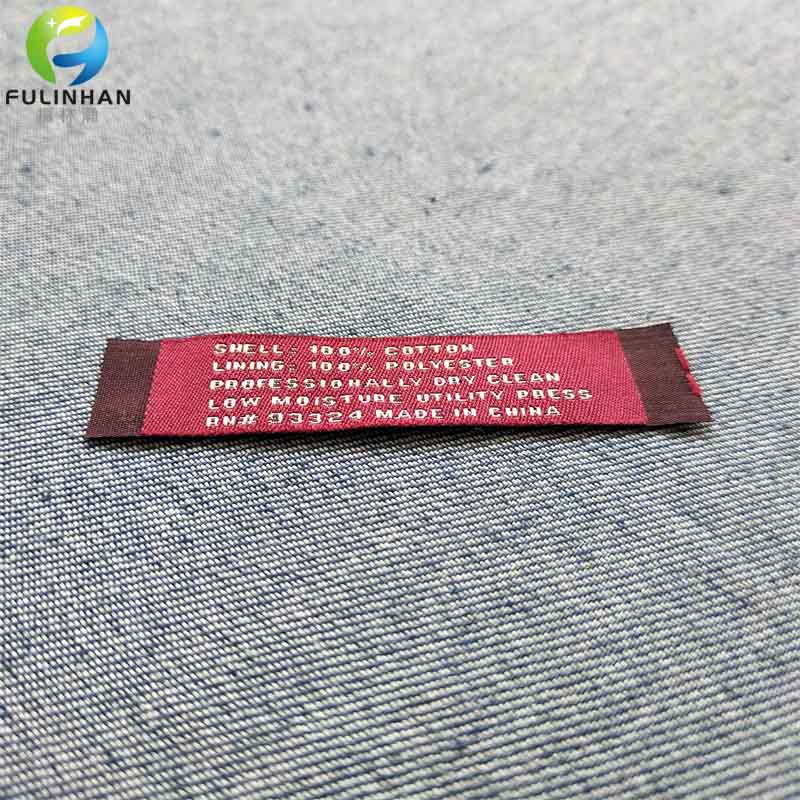 FULINHAN
SHELL: 100% COTTON
LINING: 100% POLYESTER
PROFESSIONALLY DRY CLEAN
LOW MOISTURE UTILITY PRESS
RN# 93324 MADE IN CHINA